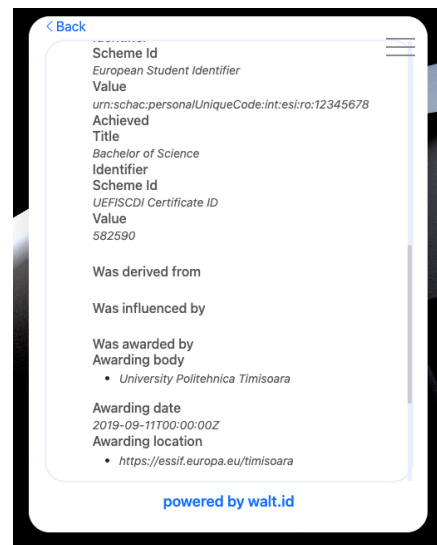 Back
Scheme Id
European Student Identifier
Value
urn:schac:personalUniqueCode:int:esi:ro:12345678
Achieved
Title
Bachelor of Science
Identifier
Scheme Id
UEFISCDI Certificate ID
Value
582590
Was derived from
Was influenced by
Was awarded by
Awarding body
• University Politehnica Timisoara
Awarding date
2019-09-11T00:00:00Z
Awarding location
• https://essif.europa.eu/timisoara
powered by walt.id